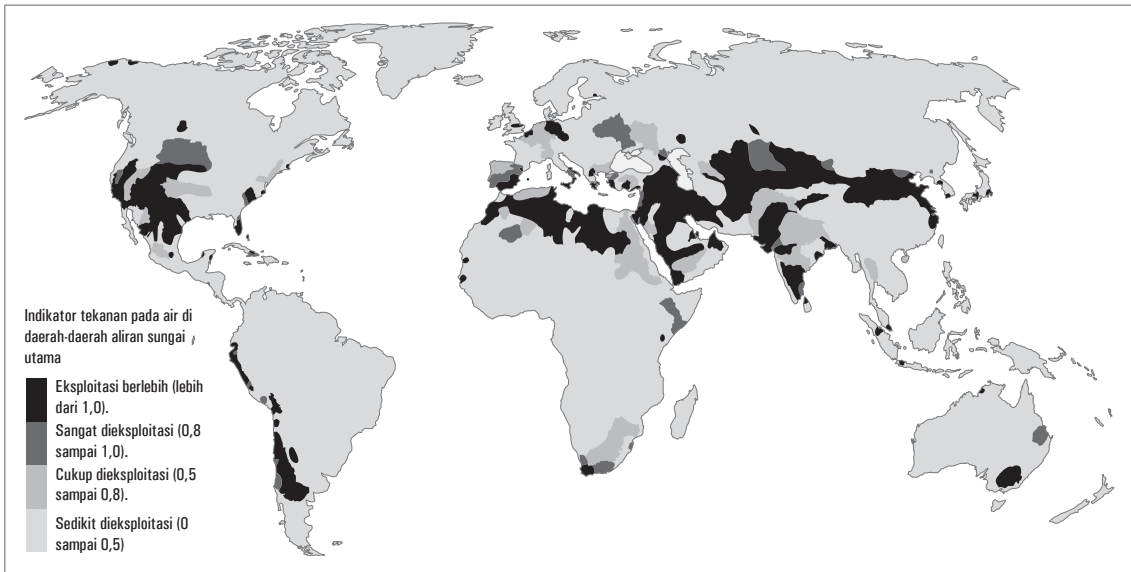 Indikator tekanan pada air di
daerah-daerah aliran sungai
utama
Eksploitasi berlebih (lebih
dari 1,0).
Sangat dieksploitasi (0,8
sampai 1,0).
Cukup dieksploitasi (0,5
sampai 0,8).
Sedikit dieksploitasi (0
sampai 0,5)